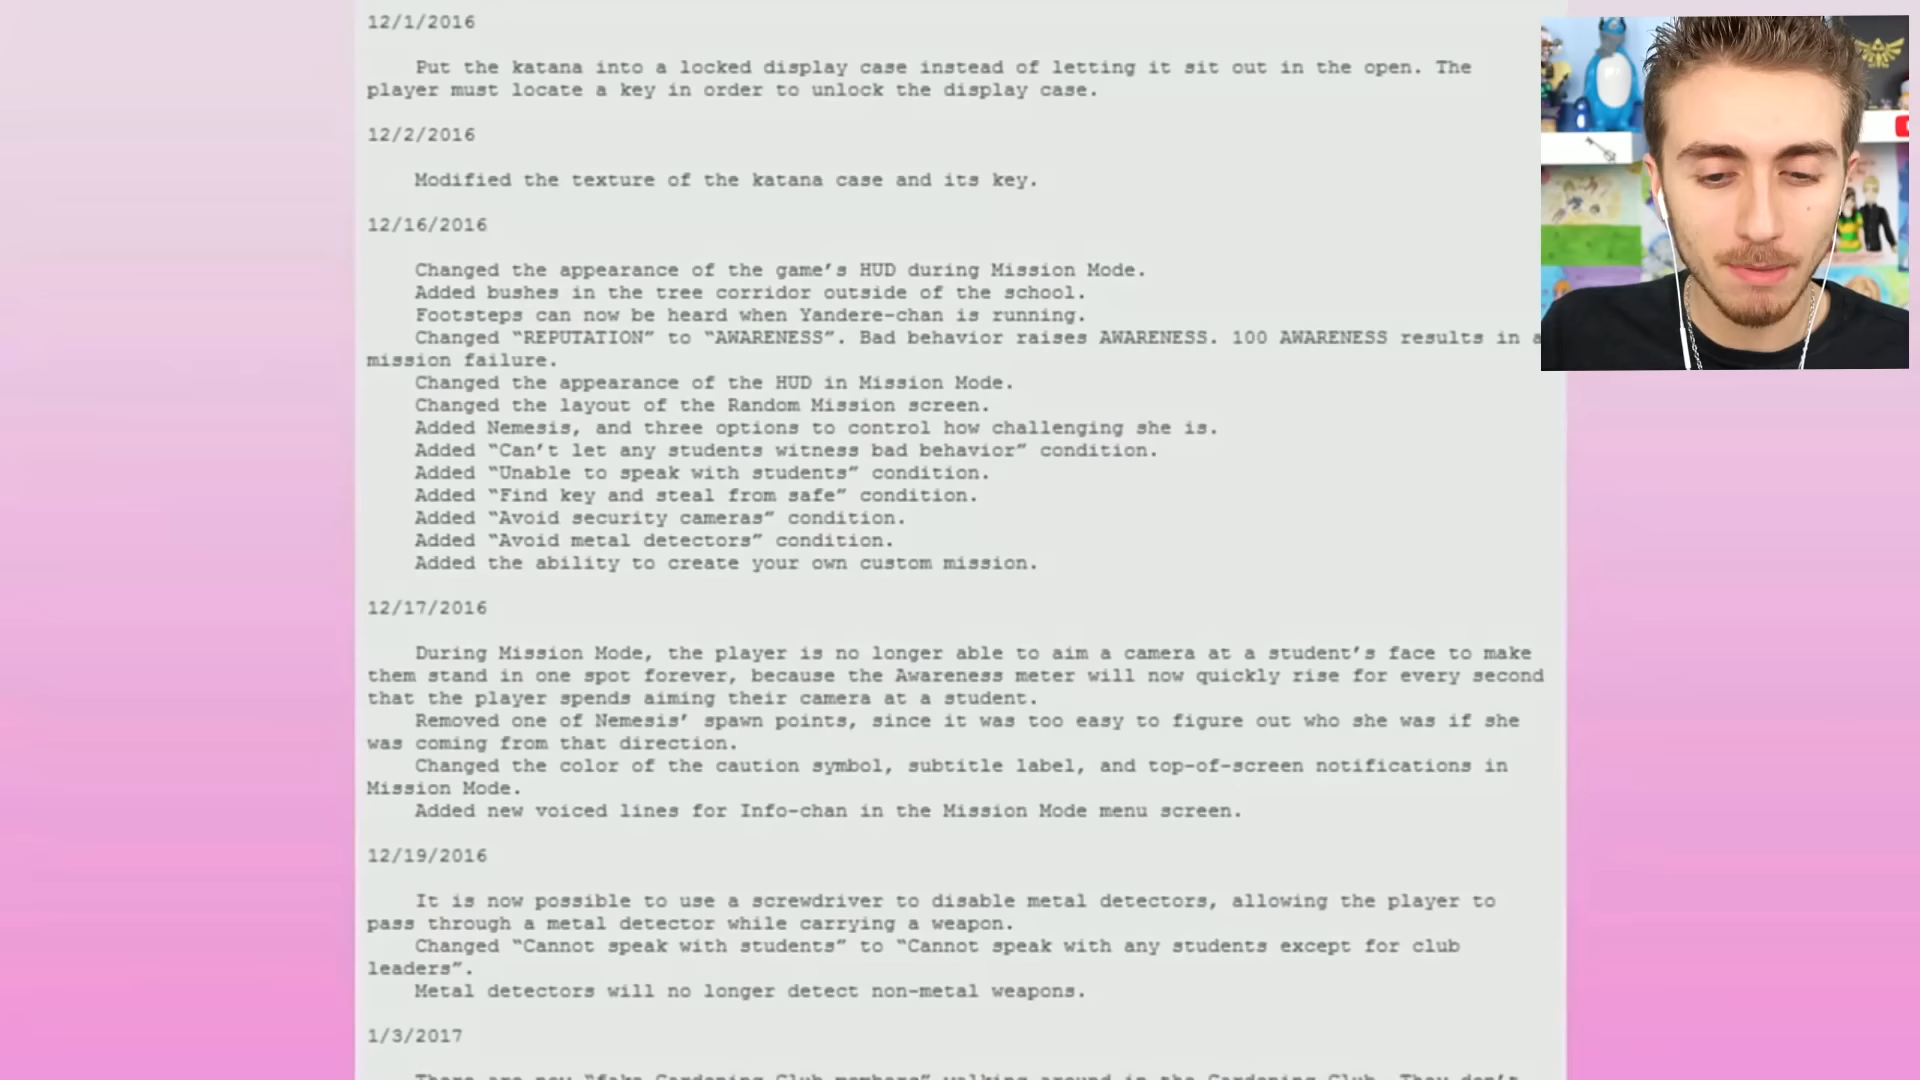 12/1/2016
Put the katana into a locked display case instead of letting it sit out in the open. The
player must locate a key in order to unlock the display case.
12/2/2016
Modified the texture of the katana case and its key.
12/16/2016
Changed the appearance of the game's HUD during Mission Mode.
Added bushes in the tree corridor outside of the school.
Footsteps can now be heard when Yandere-chan is running.
Changed “REPUTATION” to “AWARENESS”. Bad behavior raises AWARENESS. 100 AWARENESS results in a
mission failure.
Changed the appearance of the HUD in Mission Mode.
Changed the layout of the Random Mission screen.
Added Nemesis, and three options to control how challenging she is.
Added “Can't let any students witness bad behavior” condition.
Added “Unable to speak with students” condition.
Added “Find key and steal from safe” condition.
Added “Avoid security cameras” condition.
Added “Avoid metal detectors” condition.
Added the ability to create your own custom mission.
12/17/2016
During Mission Mode, the player is no longer able to aim a camera at a student's face to make
them stand in one spot forever, because the Awareness meter will now quickly rise for every second
that the player spends aiming their camera at a student.
Removed one of Nemesis' spawn points, since it was too easy to figure out who she was if she
was coming from that direction.
Changed the color of the caution symbol, subtitle label, and top-of-screen notifications in
Mission Mode.
Added new voiced lines for Info-chan in the Mission Mode menu screen.
12/19/2016
It is now possible to use a screwdriver to disable metal detectors, allowing the player to
pass through a metal detector while carrying a weapon.
Changed “Cannot speak with students” to “Cannot speak with any students except for club
leaders”.
Metal detectors will no longer detect non-metal weapons.
1/3/2017
There are now “fake Gardening Club members” walking around in the Gardening Club. They don't